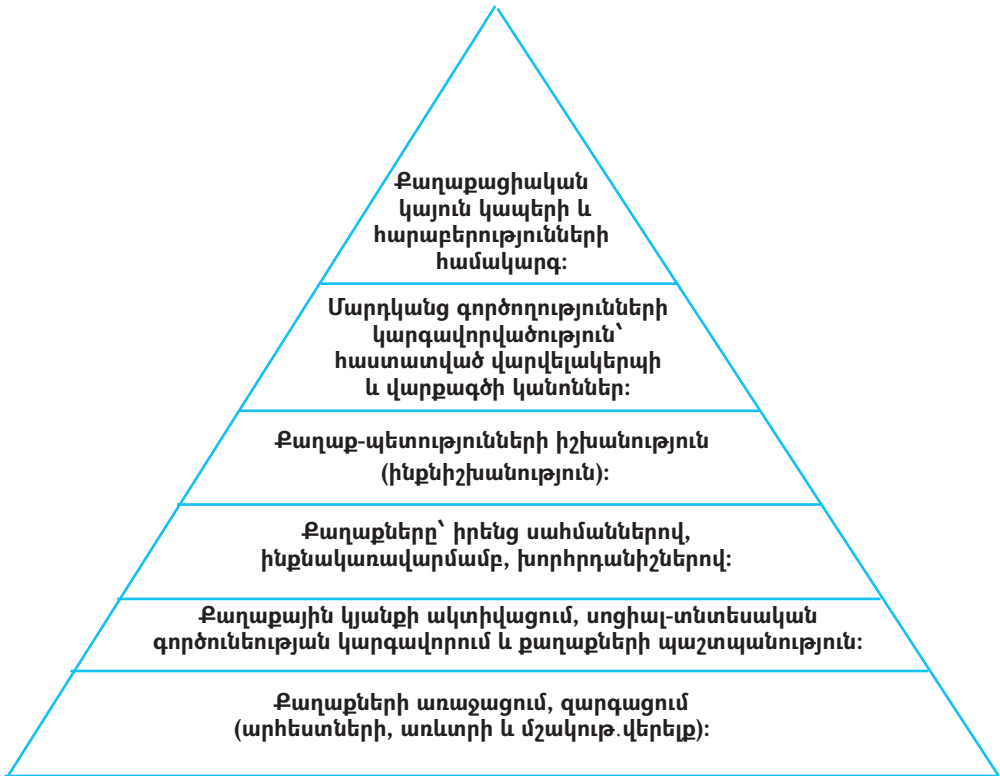 Քաղաքացիական
կայուն կապերի և
հարաբերությունների
համակարգ:
Մարդկանց գործողությունների
կարգավորվածություն՝
հաստատված վարվելակերպի
և վարքագծի կանոններ:
Քաղաք-պետությունների իշխանություն
(ինքնիշխանություն):
Քաղաքները՝ իրենց սահմաններով,
ինքնակառավարմամբ, խորհրդանիշներով:
Քաղաքային կյանքի ակտիվացում, սոցիալ-տնտեսական
գործունեության կարգավորում և քաղաքների պաշտպանություն:
Քաղաքների առաջացում, զարգացում
(արհեստների, առևտրի և մշակութ.վերելք):